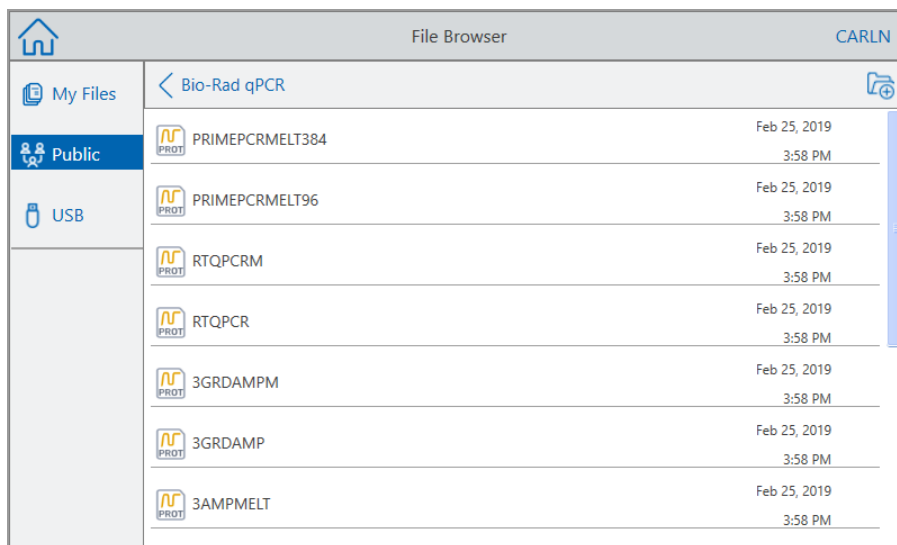 File Browser
CARLN
My Files
Public
USB
Bio-Rad qPCR
PROT
PRIMEPCRMELT384
Feb 25, 2019
3:58 PM
PROT
PRIMEPCRMELT96
Feb 25, 2019
3:58 PM
PROT
RTQPCRM
Feb 25, 2019
3:58 PM
PROT
RTQPCR
Feb 25, 2019
3:58 PM
PROT
3GRDAMPM
Feb 25, 2019
3:58 PM
PROT
3GRDAMP
Feb 25, 2019
3:58 PM
PROT
3AMPMELT
Feb 25, 2019
3:58 PM